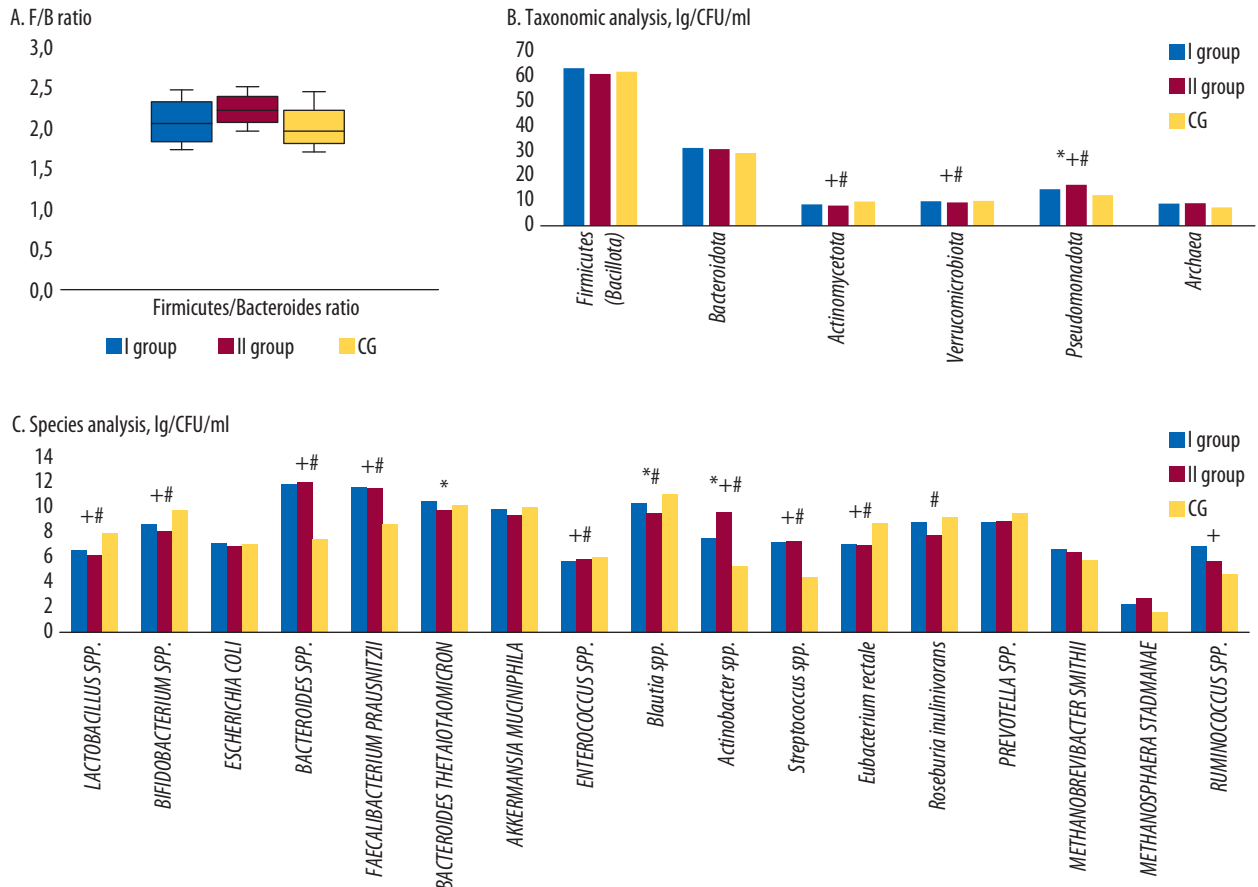 A. F/B ratio
3,0
2,5
2,0
1,5
1,0
0,5
0,0
Firmicutes/Bacteroides ratio
I group
II group
CG
B. Taxonomic analysis, lg/CFU/ml
70
60
50
40
30
20
10
0
+#
+#
*+#
Firmicutes
(Bacillota)
Bacteroidota
Actinomycetota
Verrucomicrobiota
Pseudomonadota
Archaea
I group
II group
CG
C. Species analysis, lg/CFU/ml
14
12
10
8
6
4
2
0
+#
+#
+#
+#
*
+#
*#
*+#
+#
+#
#
+
LACTOBACILLUS SPP.
BIFIDOBACTERIUM SPP.
ESCHERICHIA COLI
BACTEROIDES SPP.
FAECALIBACTERIUM PRAUSNITZII
BACTEROIDES THETAIOTAOMICRON
AKKERMANSIA MUCINIPHILA
ENTEROCOCCUS SPP.
Blautia spp.
Actinobacter spp.
Streptococcus spp.
Eubacterium rectale
Roseburia inulinivorans
PREVOTELLA SPP.
METHANOBREVIBACTER SMITHII
METHANOSPHAERA STADMANAE
RUMINOCOCCUS SPP.
I group
II group
CG